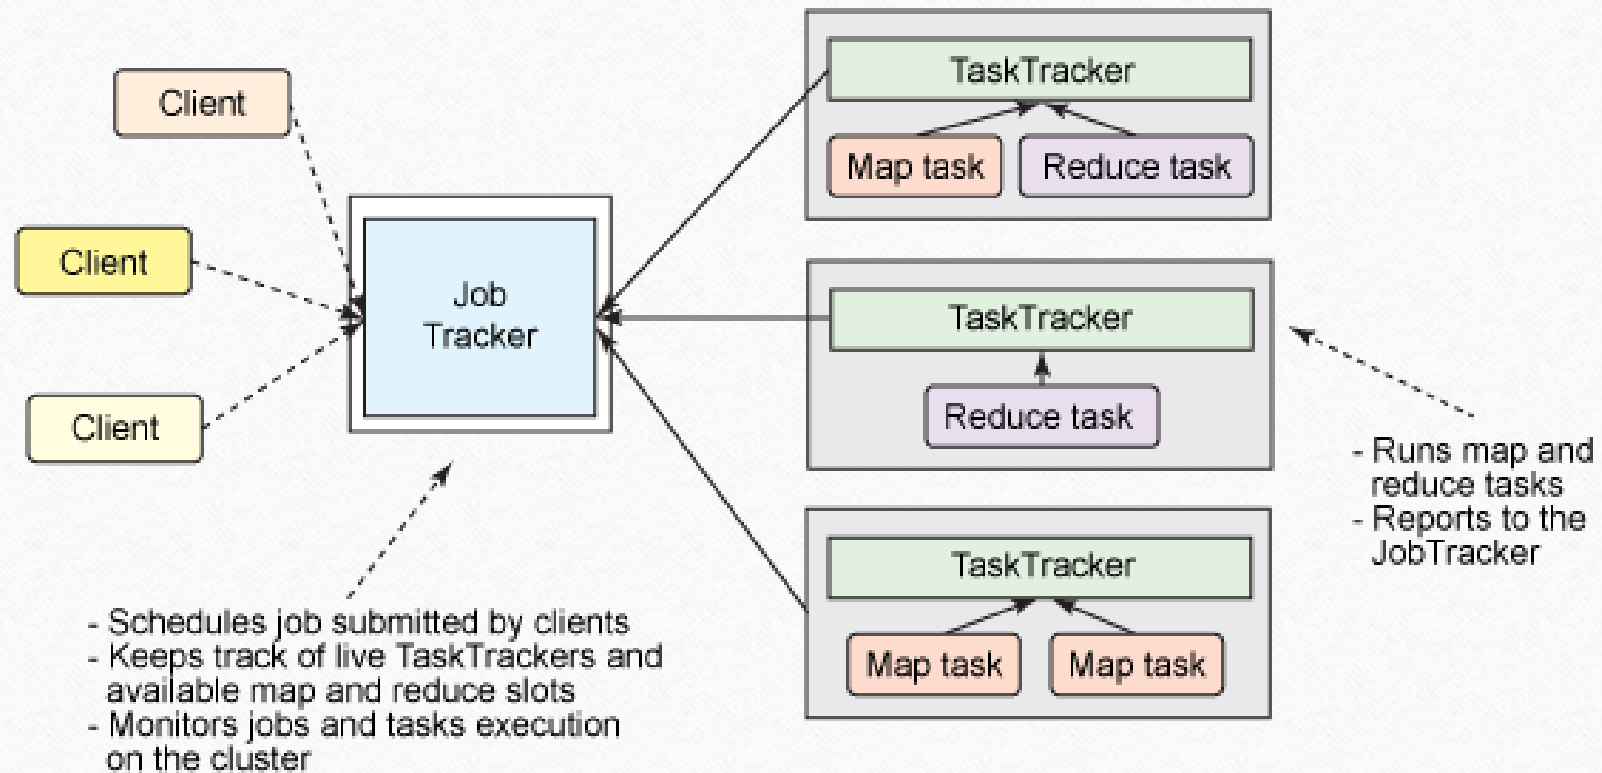 Client
Client
Client
Job
Tracker
TaskTracker
Map task
Reduce task
TaskTracker
Reduce task
TaskTracker
Map task
Map task
- Schedules job submitted by clients
- Keeps track of live TaskTrackers and
available map and reduce slots
- Monitors jobs and tasks execution
on the cluster
- Runs map and
reduce tasks
- Reports to the
JobTracker